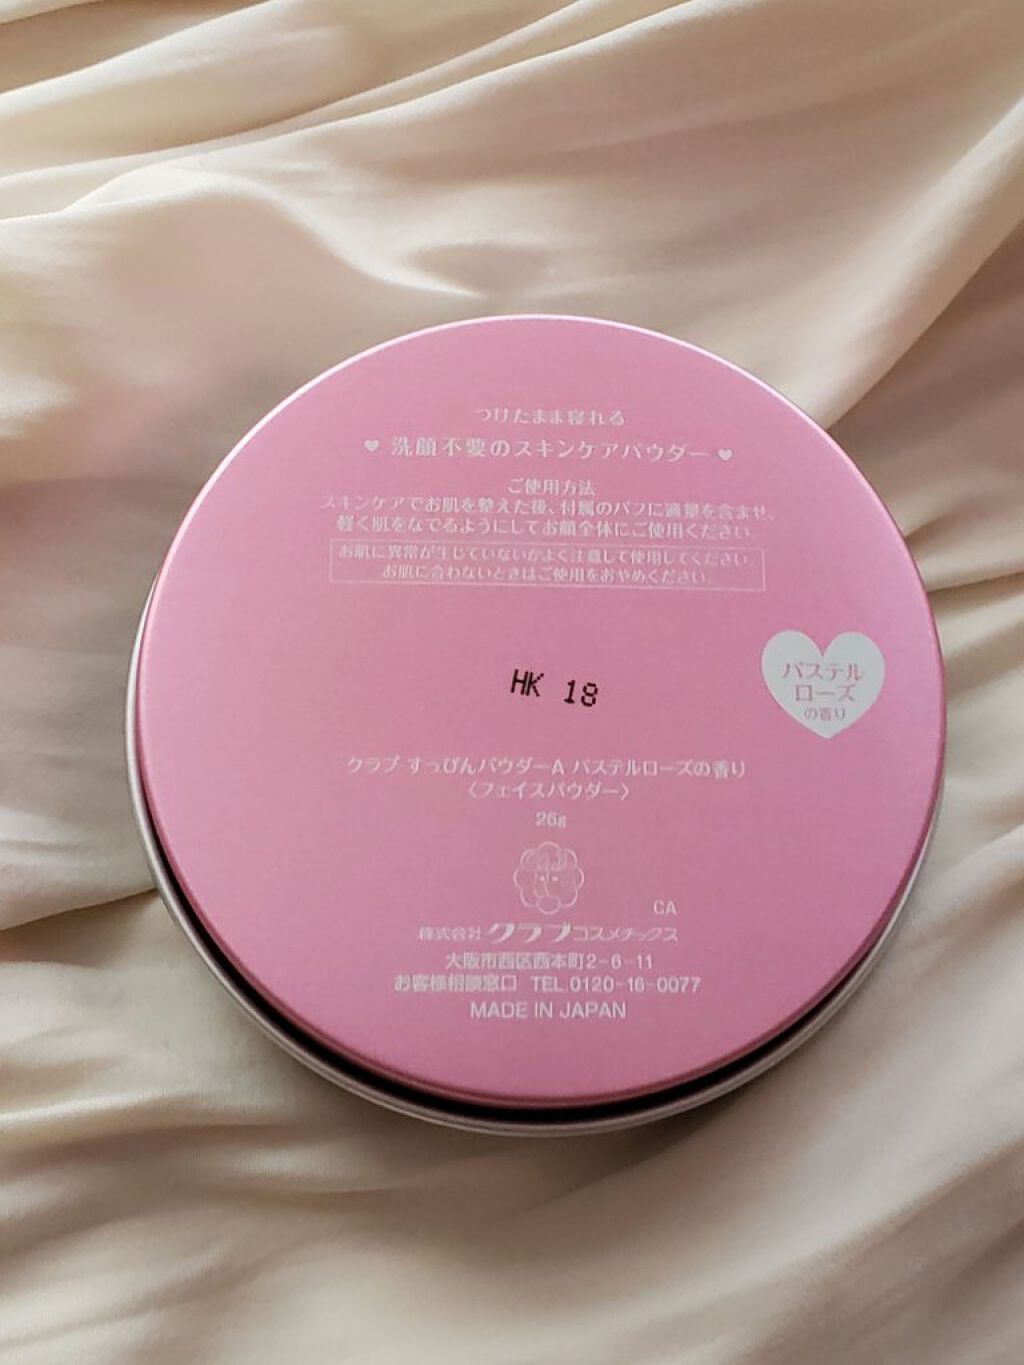 つけたまま寝れる
♥ 洗顔不要のスキンケアパウダー ♥
ご使用方法
スキンケアでお肌を整えた後、付属のパフに適量を含ませ、
軽く肌をなでるようにしてお顔全体にご使用ください。
お肌に異常が生じていないかよく注意して使用してください。
お肌に合わないときはご使用をおやめください。
HK 18
パステル
ローズ
の香り
クラブ すっぴんパウダーA パステルローズの香り
〈フェイスパウダー〉
26g
Club
CA
株式会社クラブコスメチックス
大阪市西区西本町2-6-11
お客様相談窓口 TEL.0120-16-0077
MADE IN JAPAN